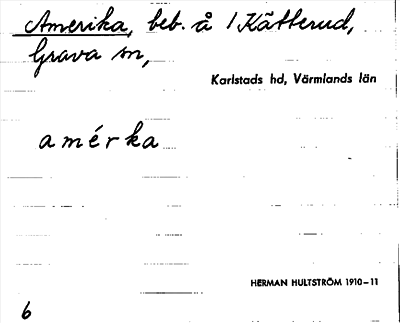 Amerika, beb. å 1 Kätterud,
Grava sn,
Karlstads hd, Värmlands län
amérka
HERMAN HULTSTRÖM 1910–11
6